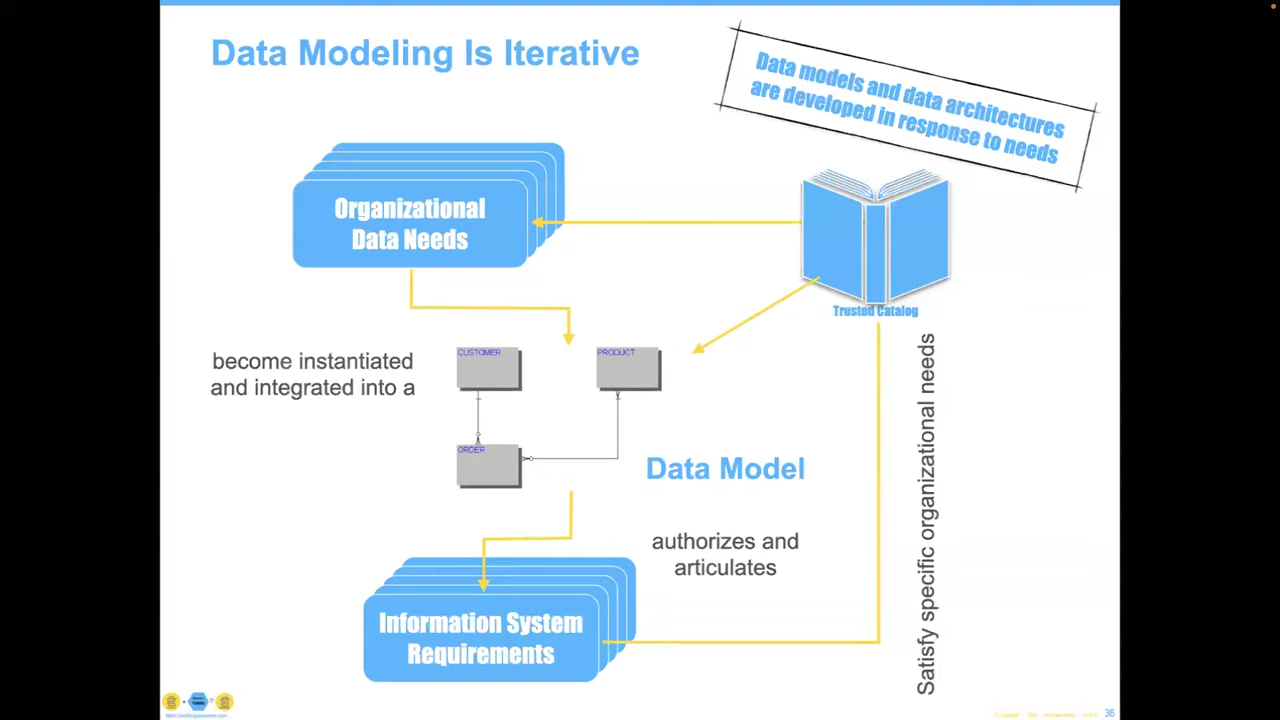 Data Modeling Is Iterative
Data models and data architectures
are developed in response to needs
Organizational
Data Needs
Trusted Catalog
become instantiated
and integrated into a
CUSTOMER
PRODUCT
ORDER
Data Model
authorizes and
articulates
Satisfy specific organizational needs
Information System
Requirements
36